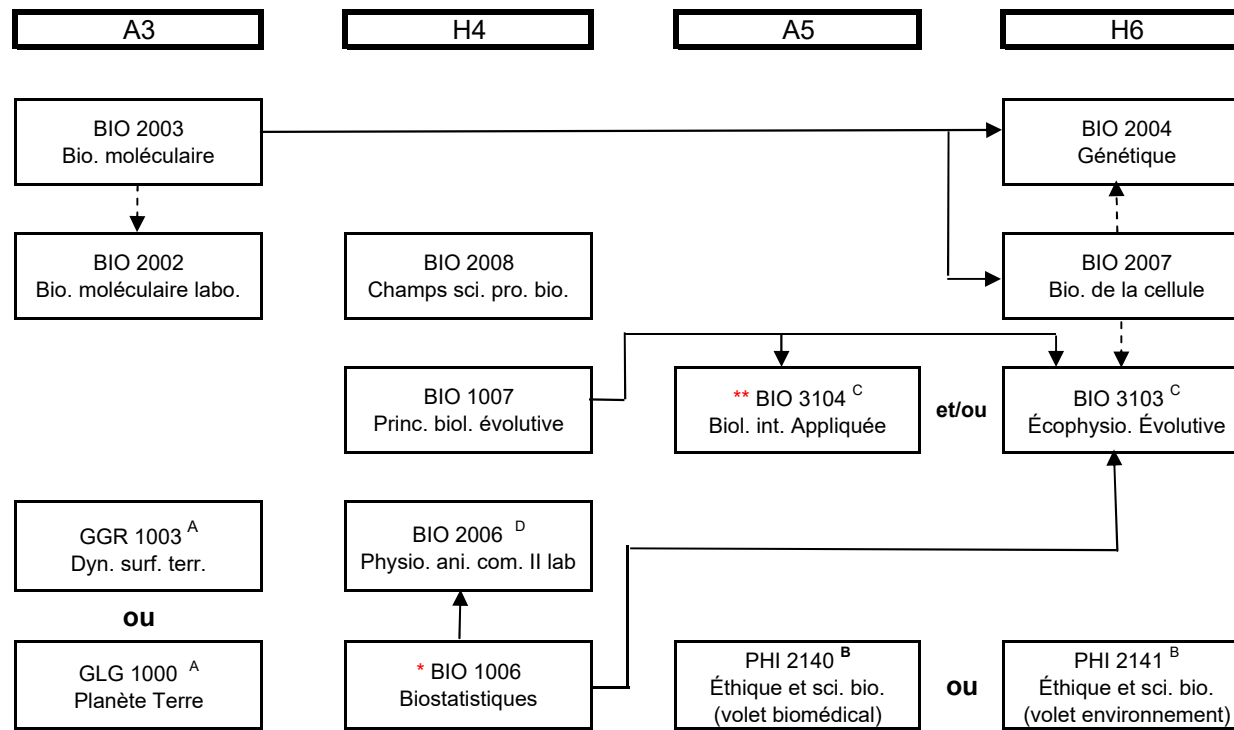 A3
H4
A5
H6
BIO 2003
Bio. moléculaire
BIO 2004
Génétique
BIO 2002
Bio. moléculaire labo.
BIO 2008
Champs sci. pro. bio.
BIO 2007
Bio. de la cellule
BIO 1007
Princ. biol. évolutive
** BIO 3104 C
Biol. int. Appliquée
et/ou
BIO 3103 C
Écophysio. Évolutive
GGR 1003 A
Dyn. surf. terr.
BIO 2006 D
Physio. ani. com. II lab
ou
GLG 1000 A
Planète Terre
* BIO 1006
Biostatistiques
PHI 2140 B
Éthique et sci. bio.
(volet biomédical)
ou
PHI 2141 B
Éthique et sci. bio.
(volet environnement)